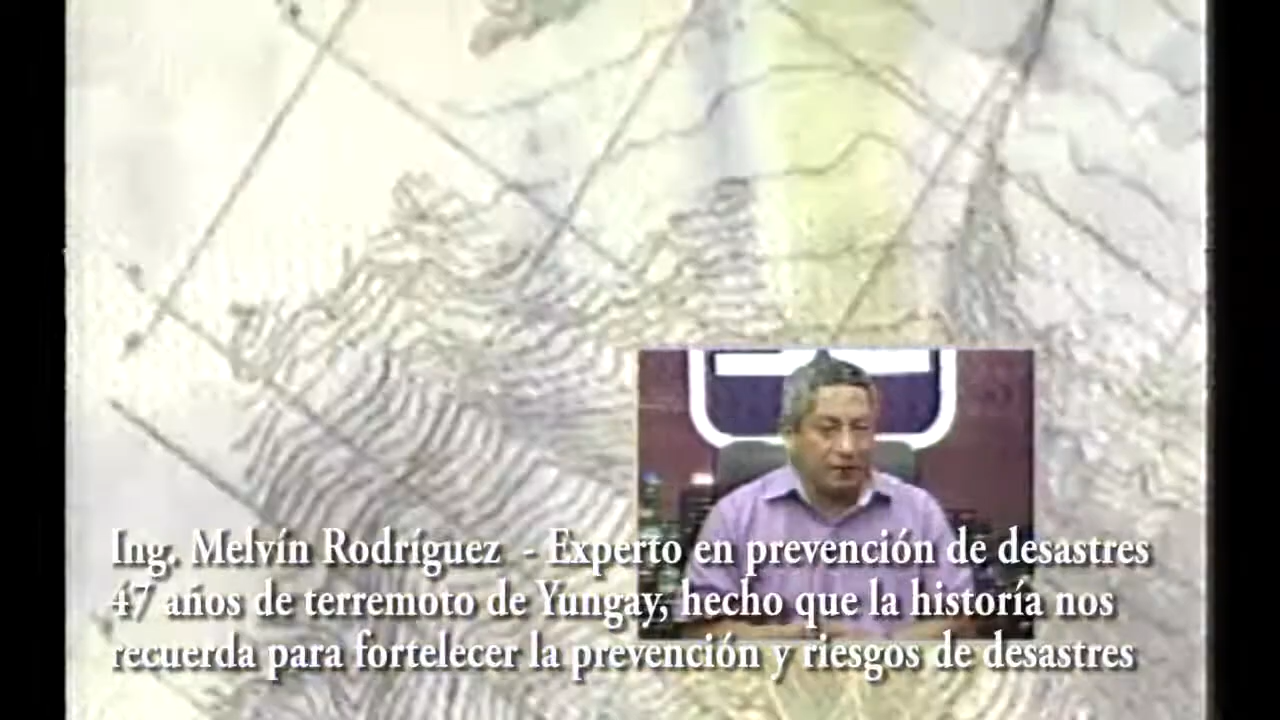 Ing. Melvín Rodríguez - Experto en prevención de desastres
47 años de terremoto de Yungay, hecho que la historía nos
recuerda para fortelecer la prevención y riesgos de desastres